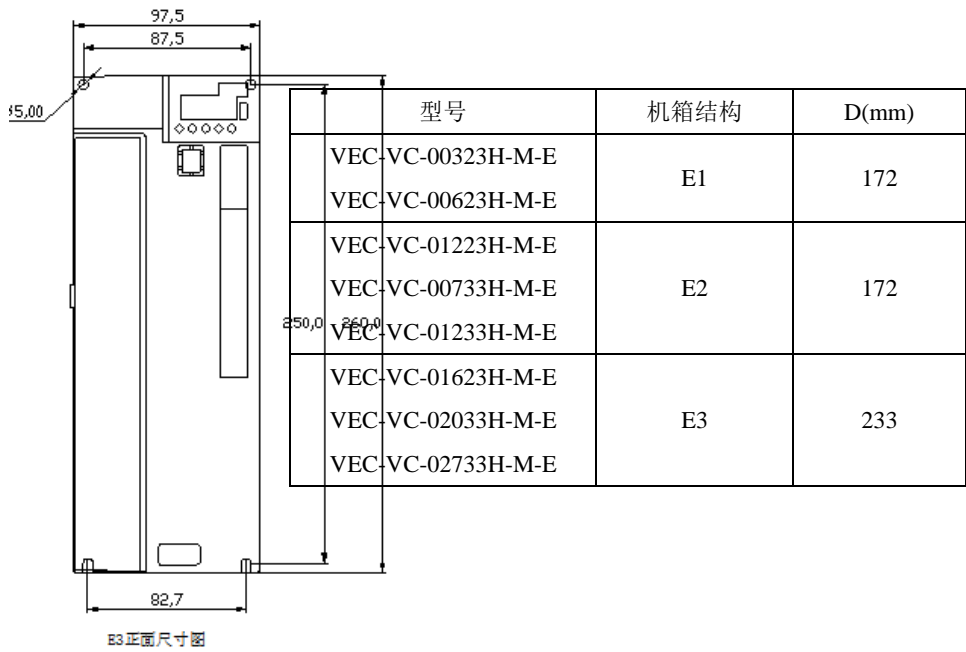 97,5
87,5
型号 机箱结构 D(mm)
VEC-VC-00323H-M-E
VEC-VC-00623H-M-E
E1 172
VEC-VC-01223H-M-E
VEC-VC-00733H-M-E
VEC-VC-01233H-M-E
E2 172
VEC-VC-01623H-M-E
VEC-VC-02033H-M-E
VEC-VC-02733H-M-E
E3 233
250,0
260,0
82,7
E3正面尺寸图